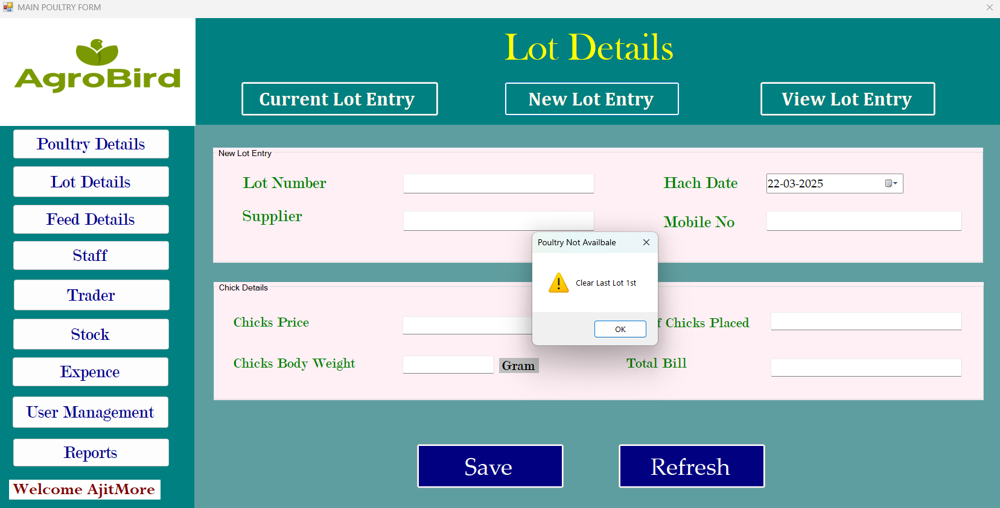 MAIN POULTRY FORM
AgroBird
Lot Details
Current Lot Entry
New Lot Entry
View Lot Entry
Poultry Details
Lot Details
Feed Details
Staff
Trader
Stock
Expence
User Management
Reports
Welcome AjitMore
New Lot Entry
Lot Number
Hach Date
22-03-2025
Supplier
Mobile No
Poultry Not Availbale
Clear Last Lot 1st
OK
Chick Details
Chicks Price
Chicks Placed
Chicks Body Weight
Gram
Total Bill
Save
Refresh